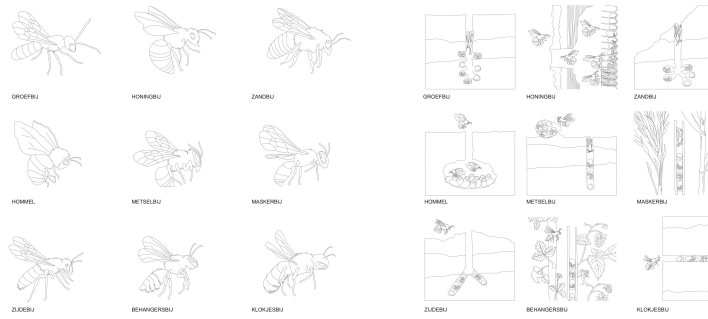 GROEFBIJ HONINGBIJ ZANDBIJ GROEFBIJ HONINGBIJ ZANDBIJ
HOMMEL METSELBIJ MASKERBIJ HOMMEL METSELBIJ MASKERBIJ
ZIJDEBIJ BEHANGERSBIJ KLOKJESBIJ ZIJDEBIJ BEHANGERSBIJ KLOKJESBIJ